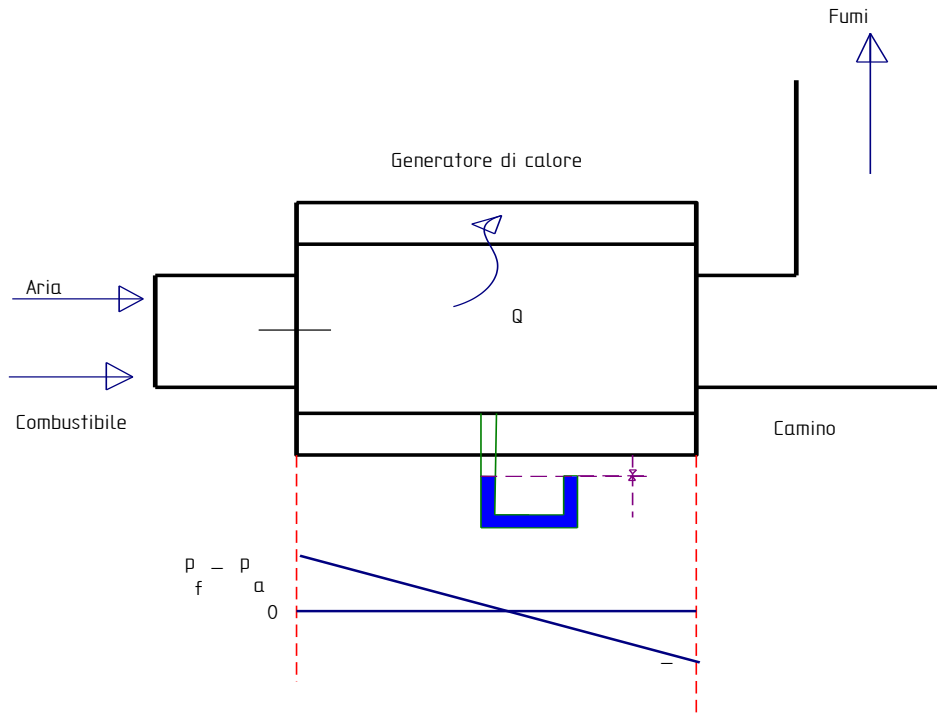 Fumi
Generatore di calore
Aria
Q
Combustibile
Camino
p – p
f a
0
–